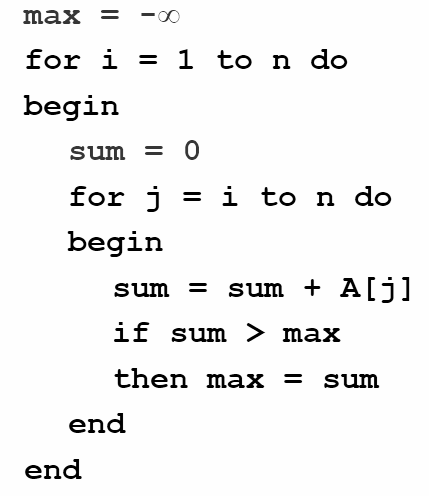 max = -∞
for i = 1 to n do
begin
sum = 0
for j = i to n do
begin
sum = sum + A[j]
if sum > max
then max = sum
end
end